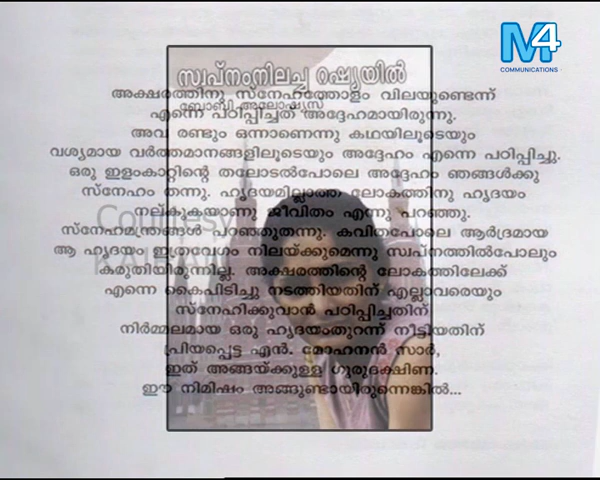 M4
COMMUNICATIONS
സ്വപ്നംനിലച്ച റഷ്യയിൽ
അക്ഷരത്തിനു സ്നേഹത്തോളം വിലയുണ്ടെന്ന്
ബോബി അലോഷ്യസ്
എന്നെ പഠിപ്പിച്ചത് അദ്ദേഹമായിരുന്നു.
അവ രണ്ടും ഒന്നാണെന്നു കഥയിലൂടെയും
വശ്യമായ വർത്തമാനങ്ങളിലൂടെയും അദ്ദേഹം എന്നെ പഠിപ്പിച്ചു.
ഒരു ഇളംകാറ്റിന്റെ തലോടൽപോലെ അദ്ദേഹം ഞങ്ങൾക്കു
സ്നേഹം തന്നു. ഹൃദയമില്ലാത്ത ലോകത്തിനു ഹൃദയം
നല്കുകയാണു ജീവിതം എന്നു പറഞ്ഞു.
Courtesy
സ്നേഹമന്ത്രങ്ങൾ പറഞ്ഞുതന്നു. കവിതപോലെ ആർദ്രമായ
ആ ഹൃദയം ഇത്രവേഗം നിലയ്ക്കുമെന്നു സ്വപ്നത്തിൽപോലും
കരുതിയിരുന്നില്ല. അക്ഷരത്തിന്റെ ലോകത്തിലേക്ക്
എന്നെ കൈപിടിച്ചു നടത്തിയതിന് എല്ലാവരെയും
സ്നേഹിക്കുവാൻ പഠിപ്പിച്ചതിന്
നിർമ്മലമായ ഒരു ഹൃദയംതുറന്ന് നീട്ടിയതിന്
പ്രിയപ്പെട്ട എൻ. മോഹനൻ സാർ,
ഇത് അങ്ങയ്ക്കുള്ള ഗുരുദക്ഷിണ.
ഈ നിമിഷം അങ്ങുണ്ടായിരുന്നെങ്കിൽ...